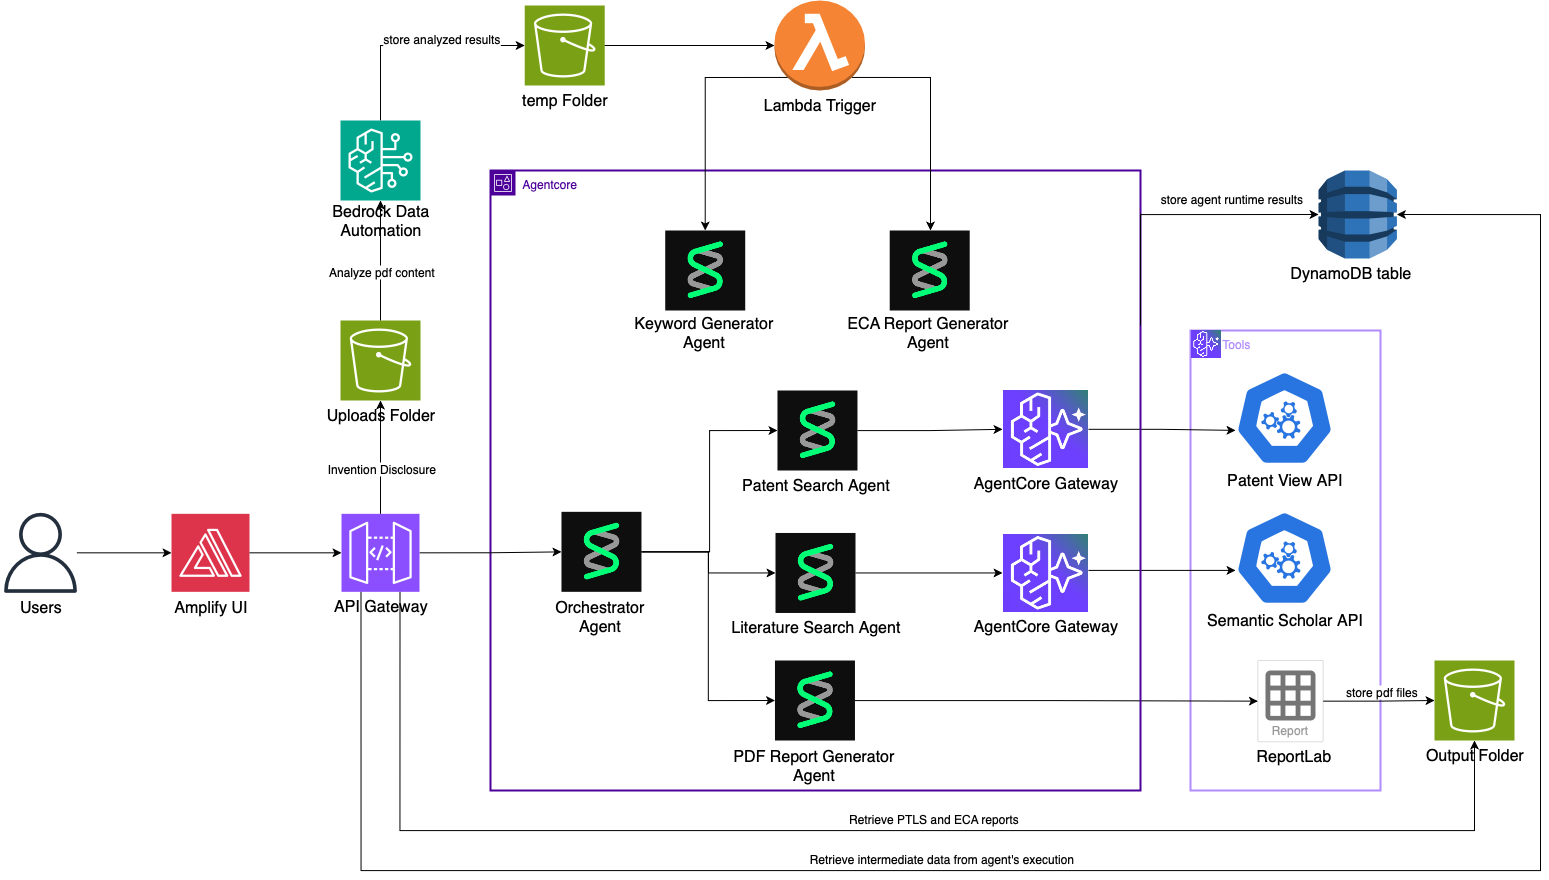 store analyzed results
temp Folder
Lambda Trigger
Bedrock Data
Automation
Agentcore
store agent runtime results
DynamoDB table
Analyze pdf content
Keyword Generator
Agent
ECA Report Generator
Agent
Tools
Uploads Folder
Invention Disclosure
Patent Search Agent
AgentCore Gateway
Patent View API
</>
Users
Amplify UI
API Gateway
Orchestrator
Agent
Literature Search Agent
AgentCore Gateway
Semantic Scholar API
store pdf files
Report
PDF Report Generator
Agent
ReportLab
Output Folder
Retrieve PTLS and ECA reports
Retrieve intermediate data from agent's execution